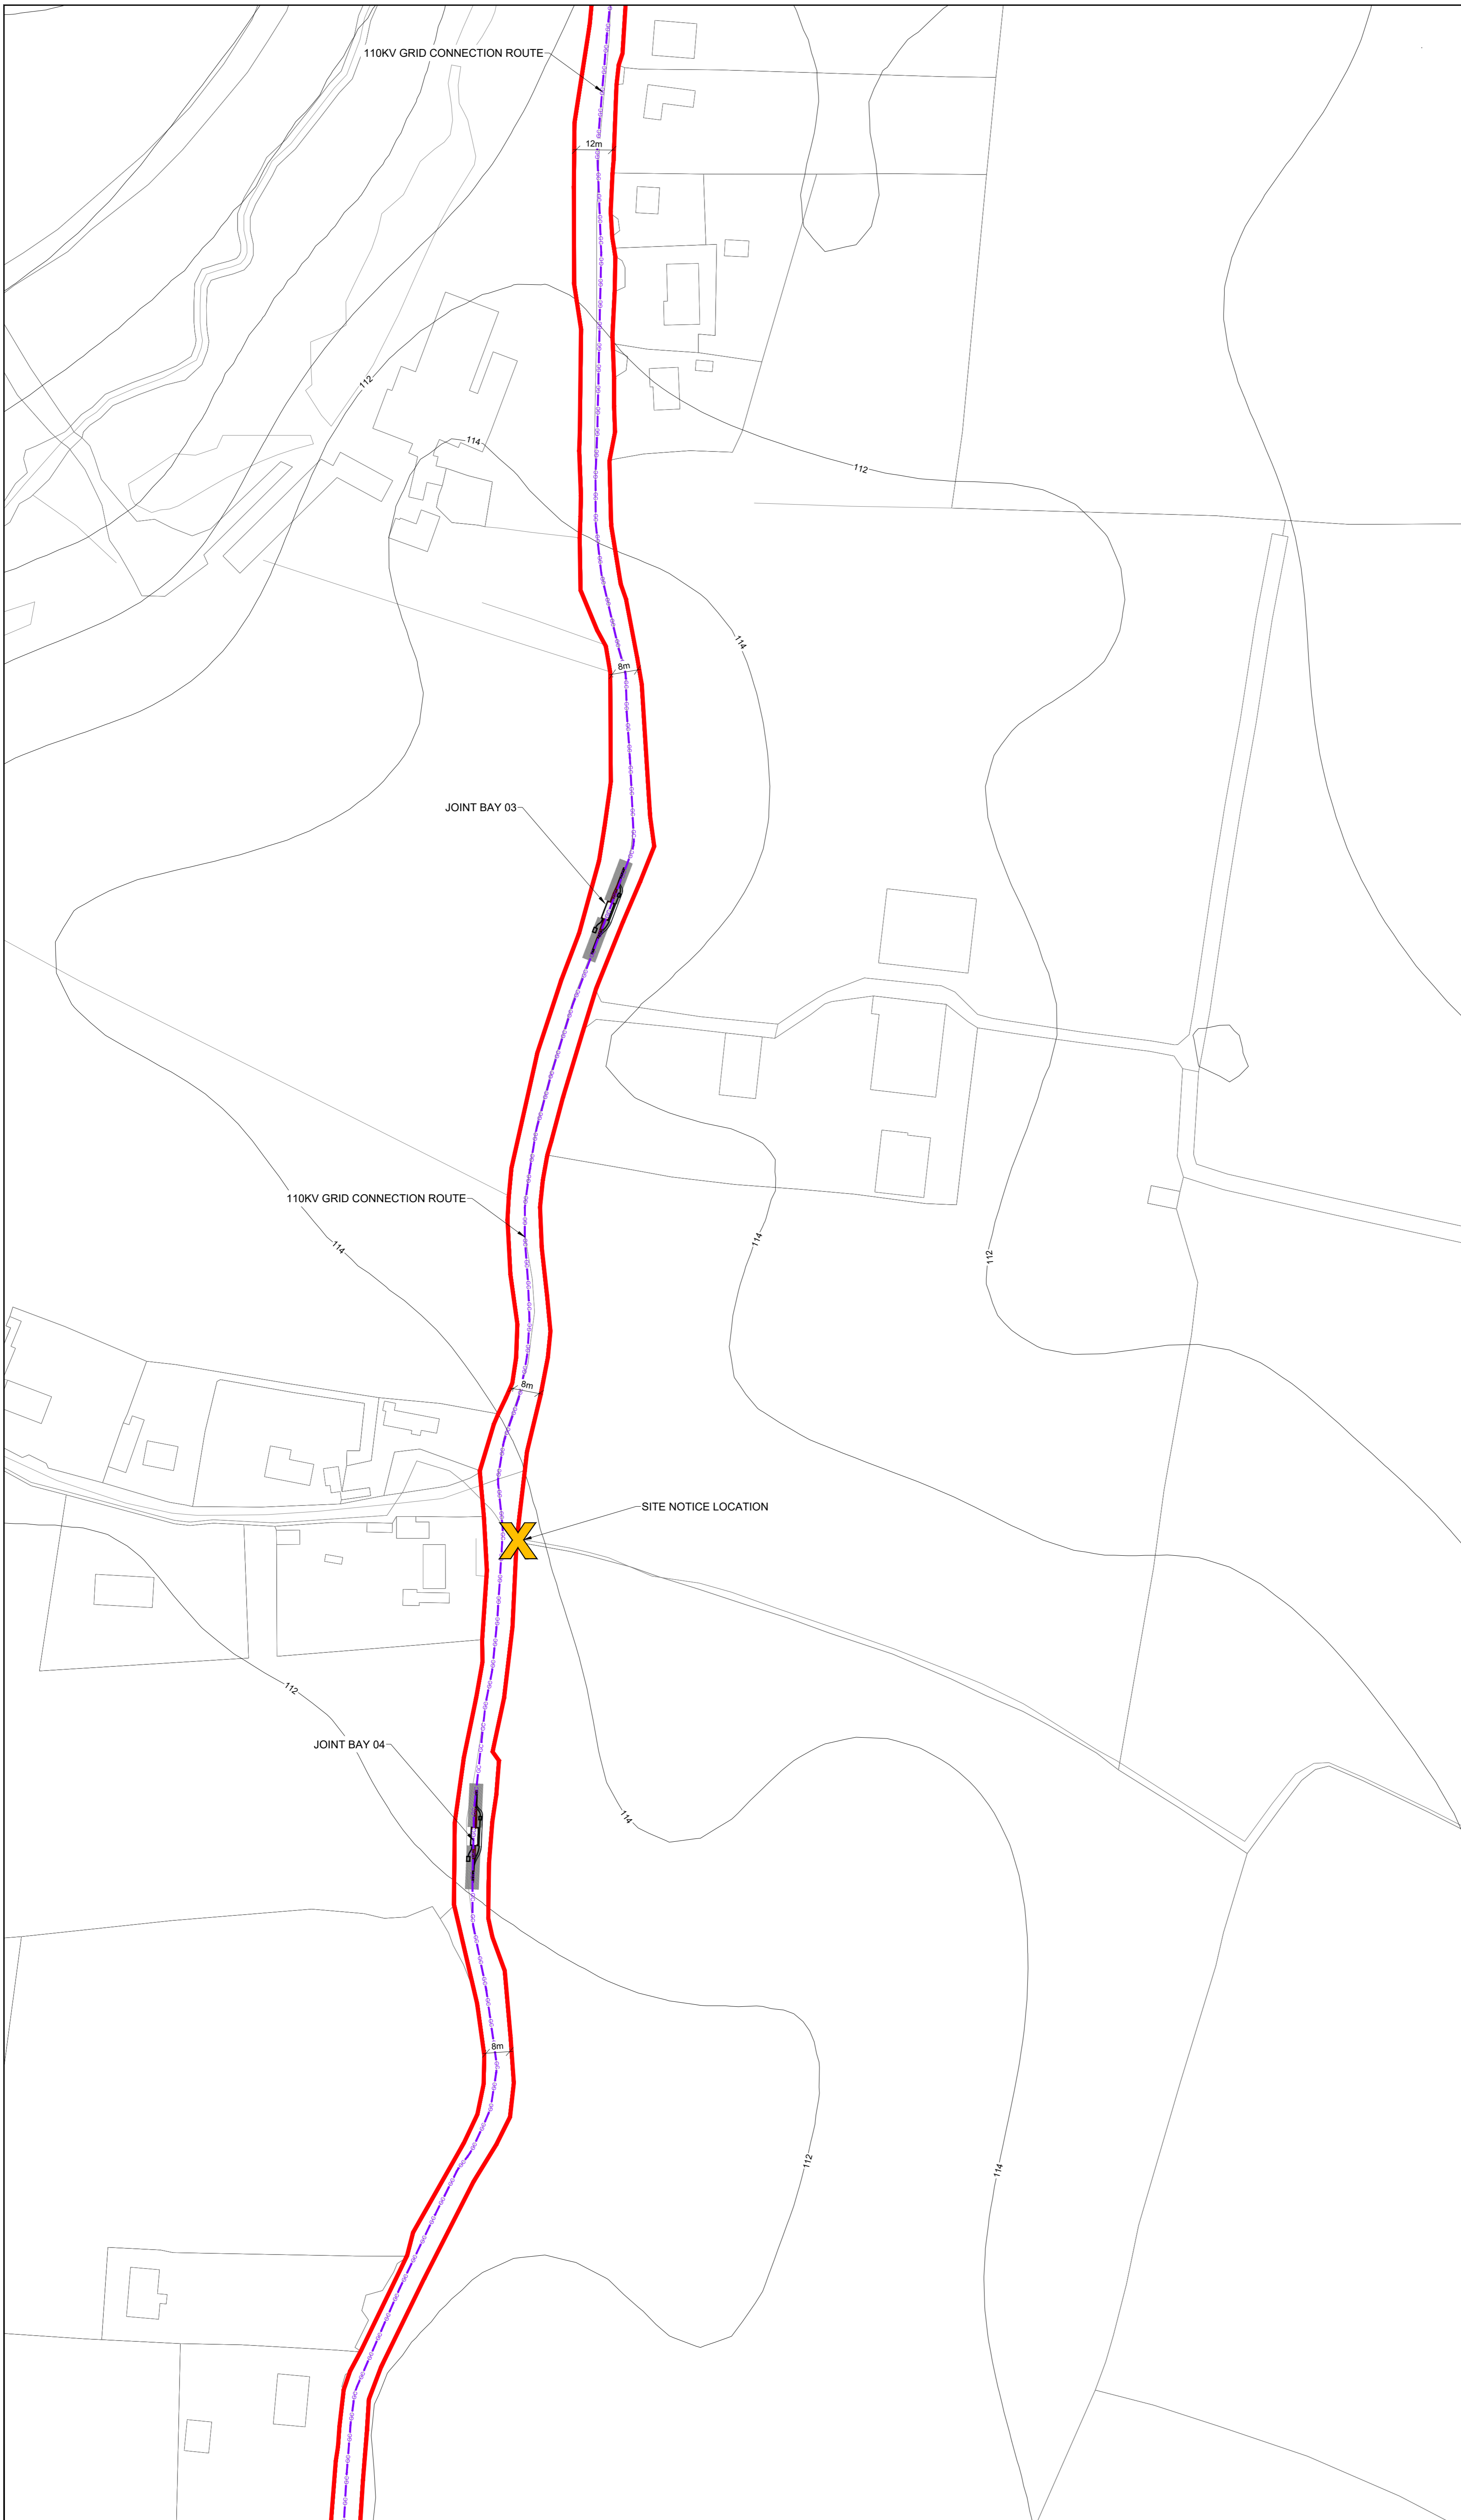 110KV GRID CONNECTION ROUTE
12m
112
114
112
114
8m
JOINT BAY 03
110KV GRID CONNECTION ROUTE
114
114
112
8m
SITE NOTICE LOCATION
112
JOINT BAY 04
114
8m
112
114